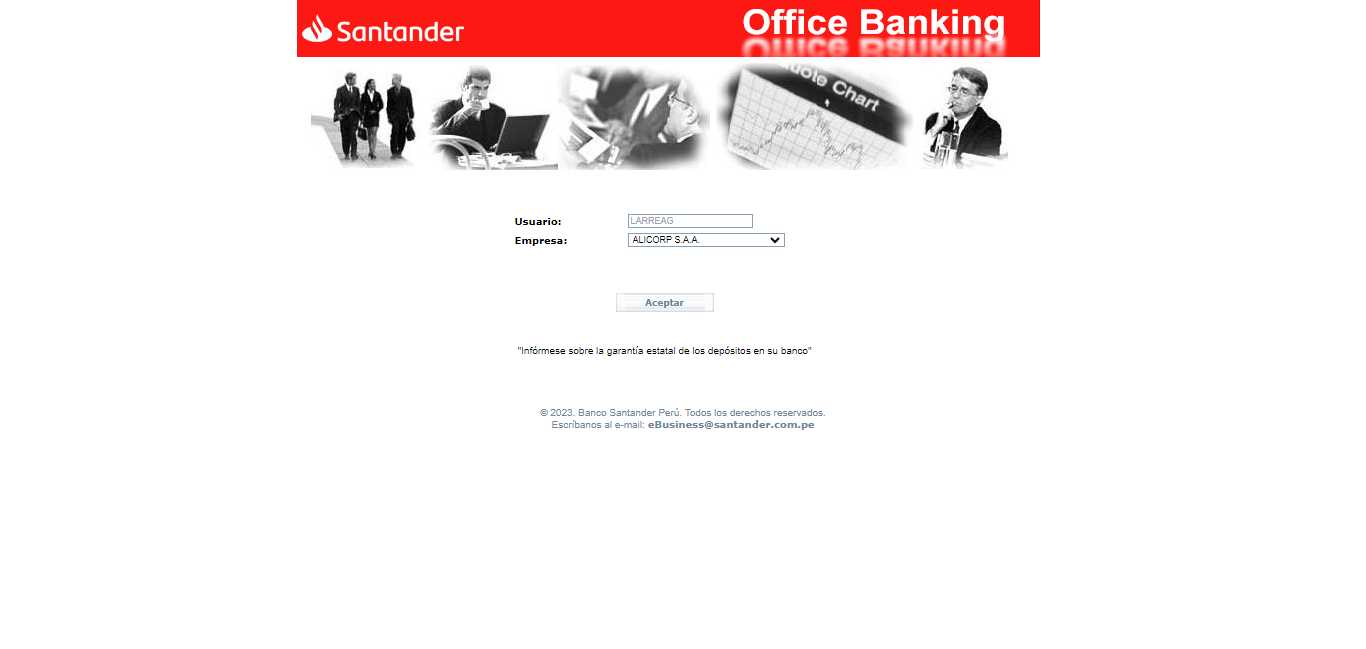 Santander
Office Banking
uote Chart
Usuario: LARREAG
Empresa: ALICORP S.A.A.
Aceptar
"Infórmese sobre la garantía estatal de los depósitos en su banco"
© 2023. Banco Santander Perú. Todos los derechos reservados.
Escríbanos al e-mail: eBusiness@santander.com.pe